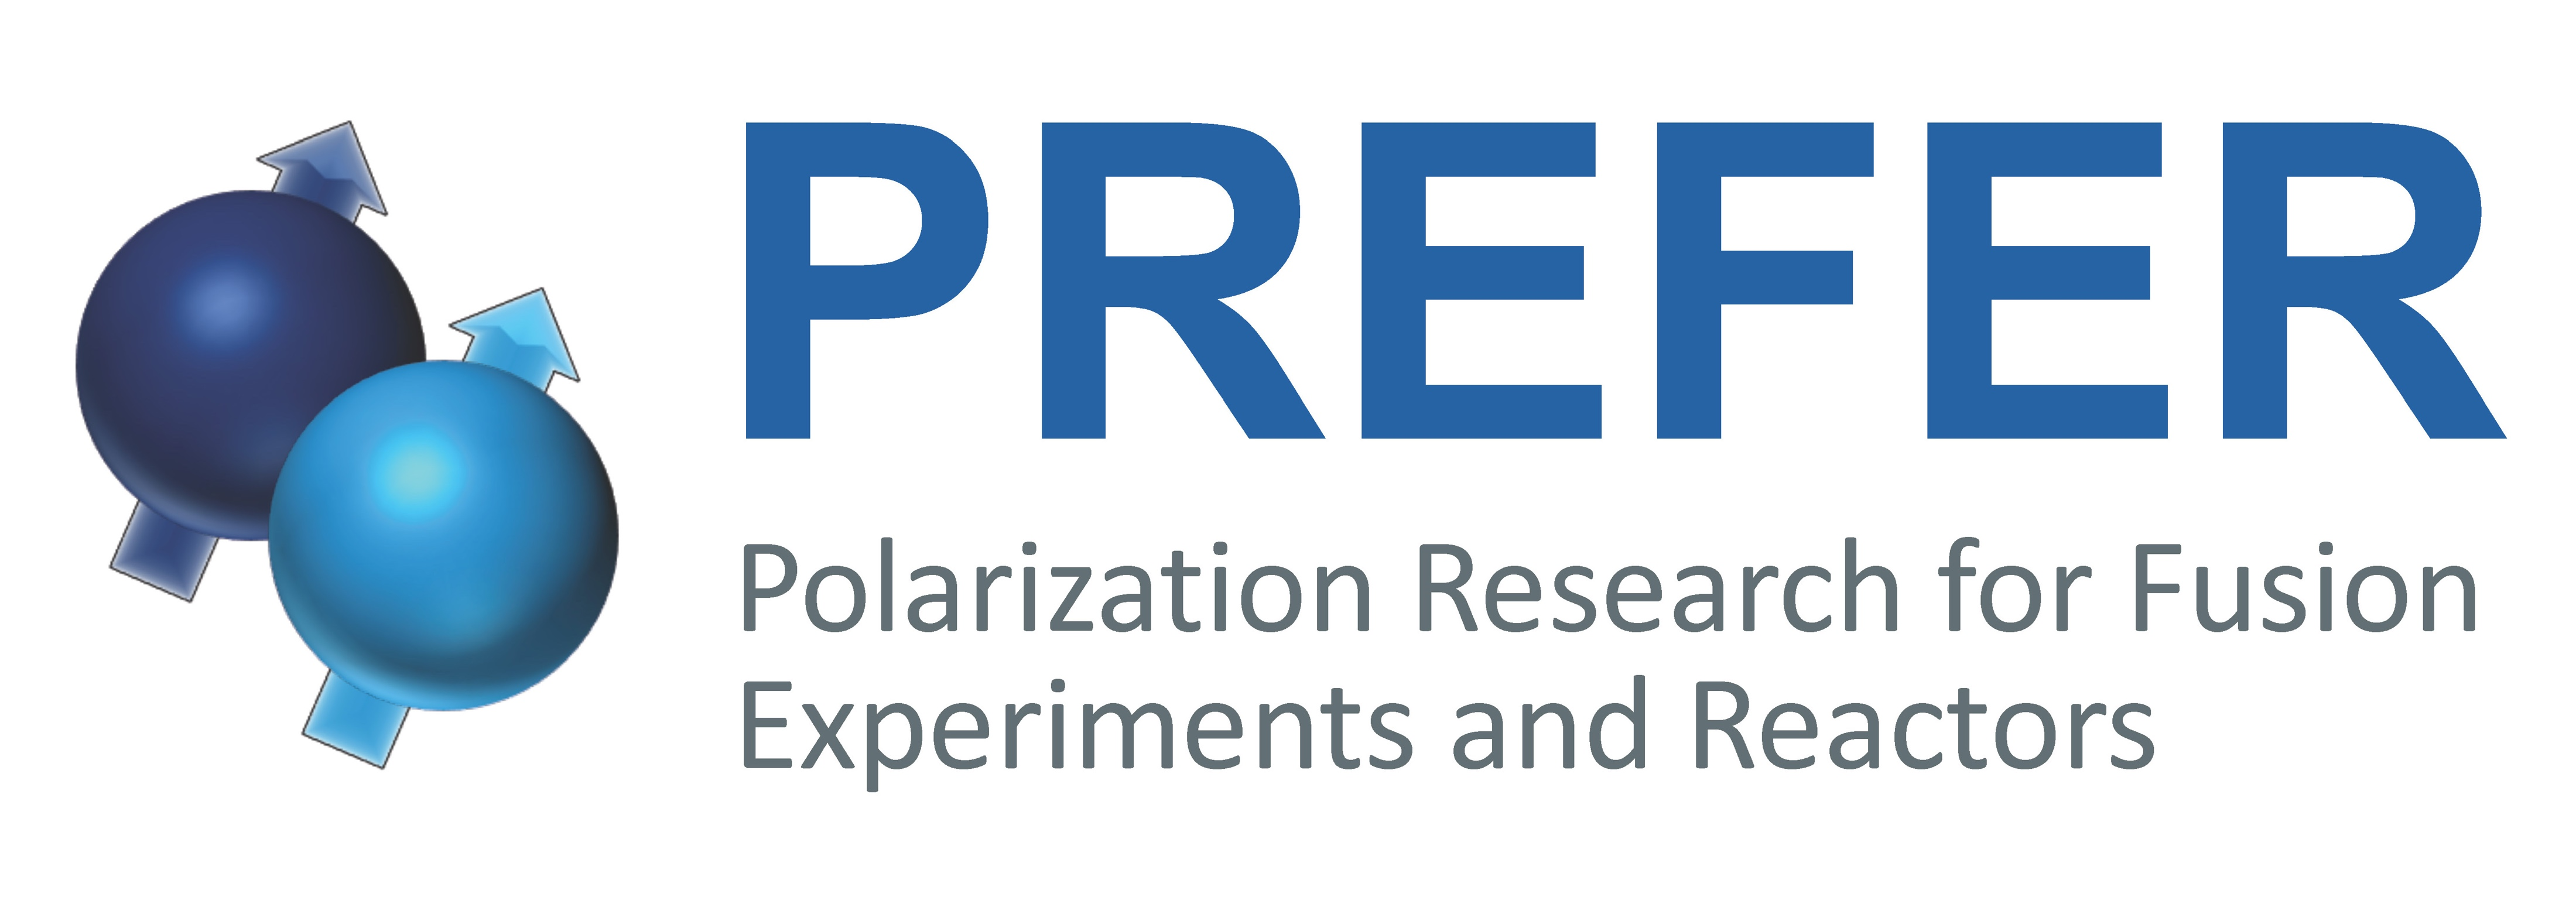 PREFER
Polarization Research for Fusion
Experiments and Reactors